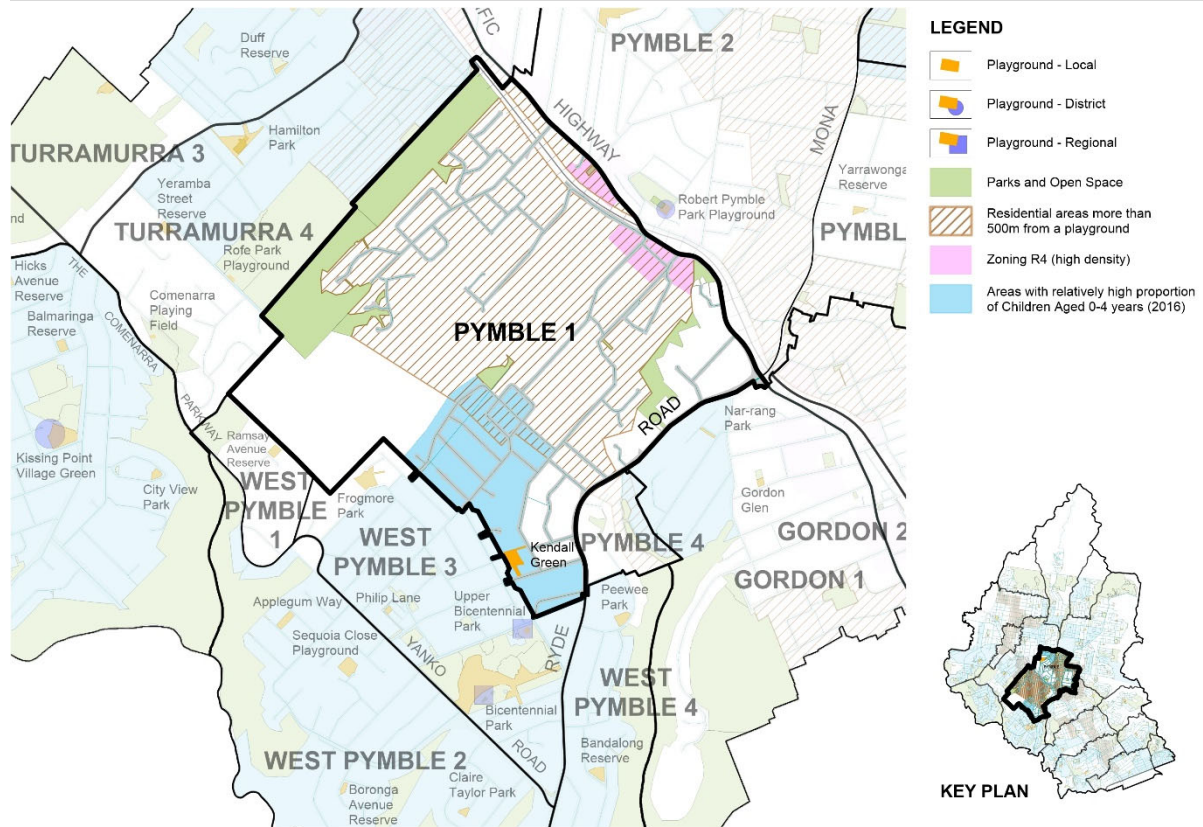 Duff
Reserve
IFIC
PYMBLE 2
HIGHWAY
MONA
Hamilton
Park
TURRAMURRA 3
Yeramba
Street
Reserve
nd
TURRAMURRA 4
Rofe Park
Playground
Robert Pymble
Park Playground
Yarrawonga
Reserve
PYMBL
Hicks
Avenue
Reserve
THE
COMENARRA
PARKWAY
Balmaringa
Reserve
Comenarra
Playing
Field
PYMBLE 1
ROAD
Nar-rang
Park
Ramsay
Avenue
Reserve
Kissing Point
Village Green
City View
Park
WEST
PYMBLE
1
Frogmore
Park
WEST
PYMBLE 3
Kendall
Green
PYMBLE 4
Gordon
Glen
GORDON 2
GORDON 1
Applegum Way
Philip Lane
Upper
Bicentennial
Park
Peewee
Park
Sequoia Close
Playground
YANKO
ROAD
RYDE
WEST
PYMBLE 4
Bicentennial
Park
Bandalong
Reserve
WEST PYMBLE 2
Claire
Taylor Park
Boronga
Avenue
Reserve
LEGEND
Playground - Local
Playground - District
Playground - Regional
Parks and Open Space
Residential areas more than
500m from a playground
Zoning R4 (high density)
Areas with relatively high proportion
of Children Aged 0-4 years (2016)
KEY PLAN